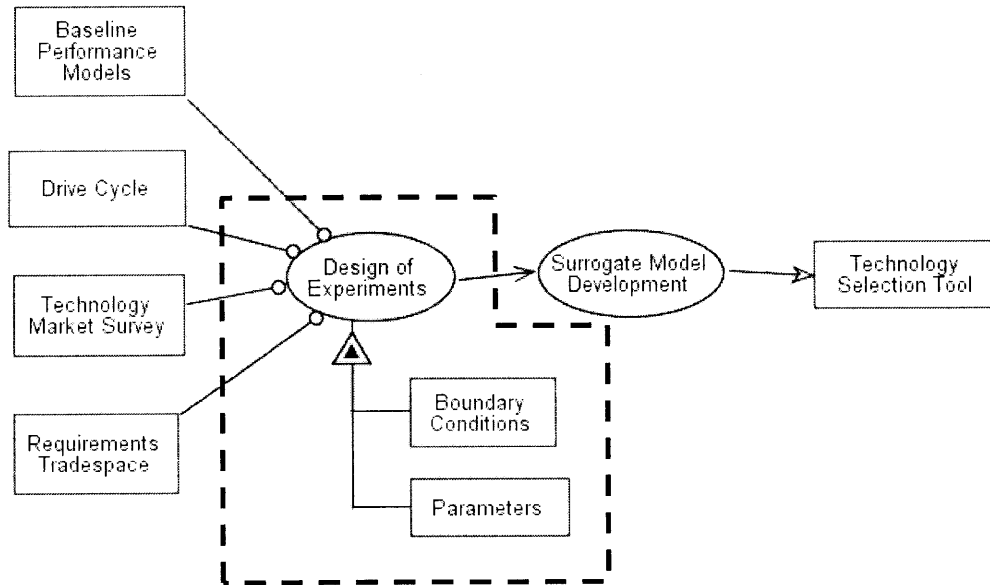 Baseline
Performance
Models
Drive Cycle
Technology
Market Survey
Requirements
Tradespace
Design of
Experiments
Boundary
Conditions
Parameters
Surrogate Model
Development
Technology
Selection Tool